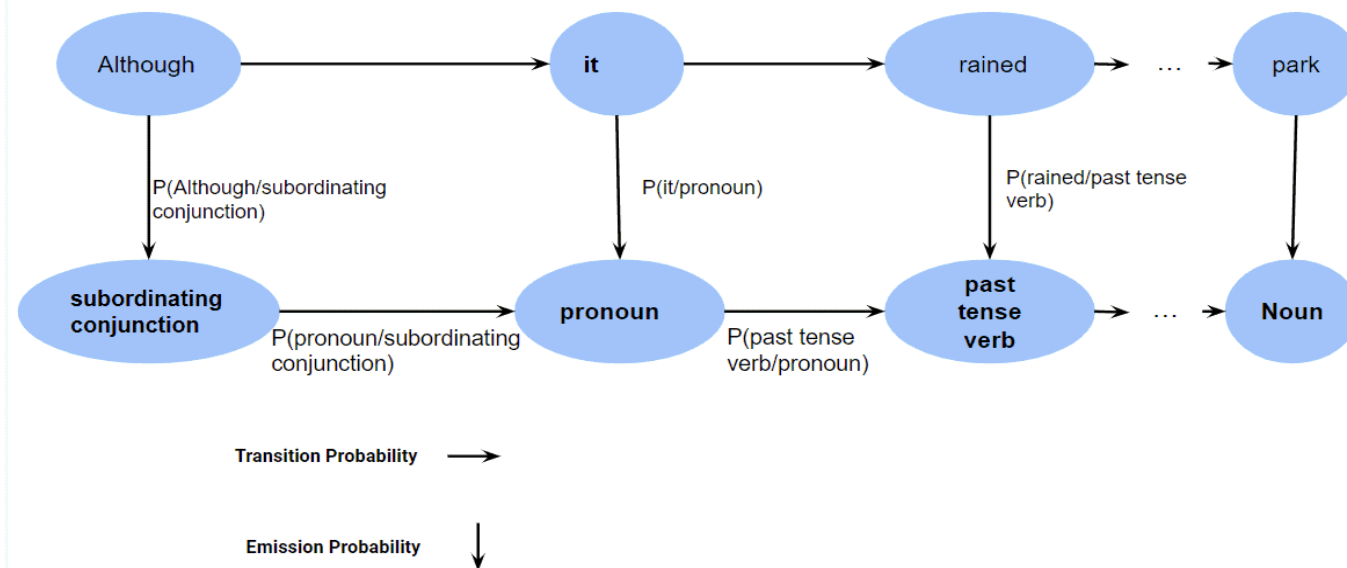 Although
it
rained
...
park
P(Although/subordinating
conjunction)
P(it/pronoun)
P(rained/past tense
verb)
subordinating
conjunction
pronoun
past
tense
verb
...
Noun
P(pronoun/subordinating
conjunction)
P(past tense
verb/pronoun)
Transition Probability
Emission Probability